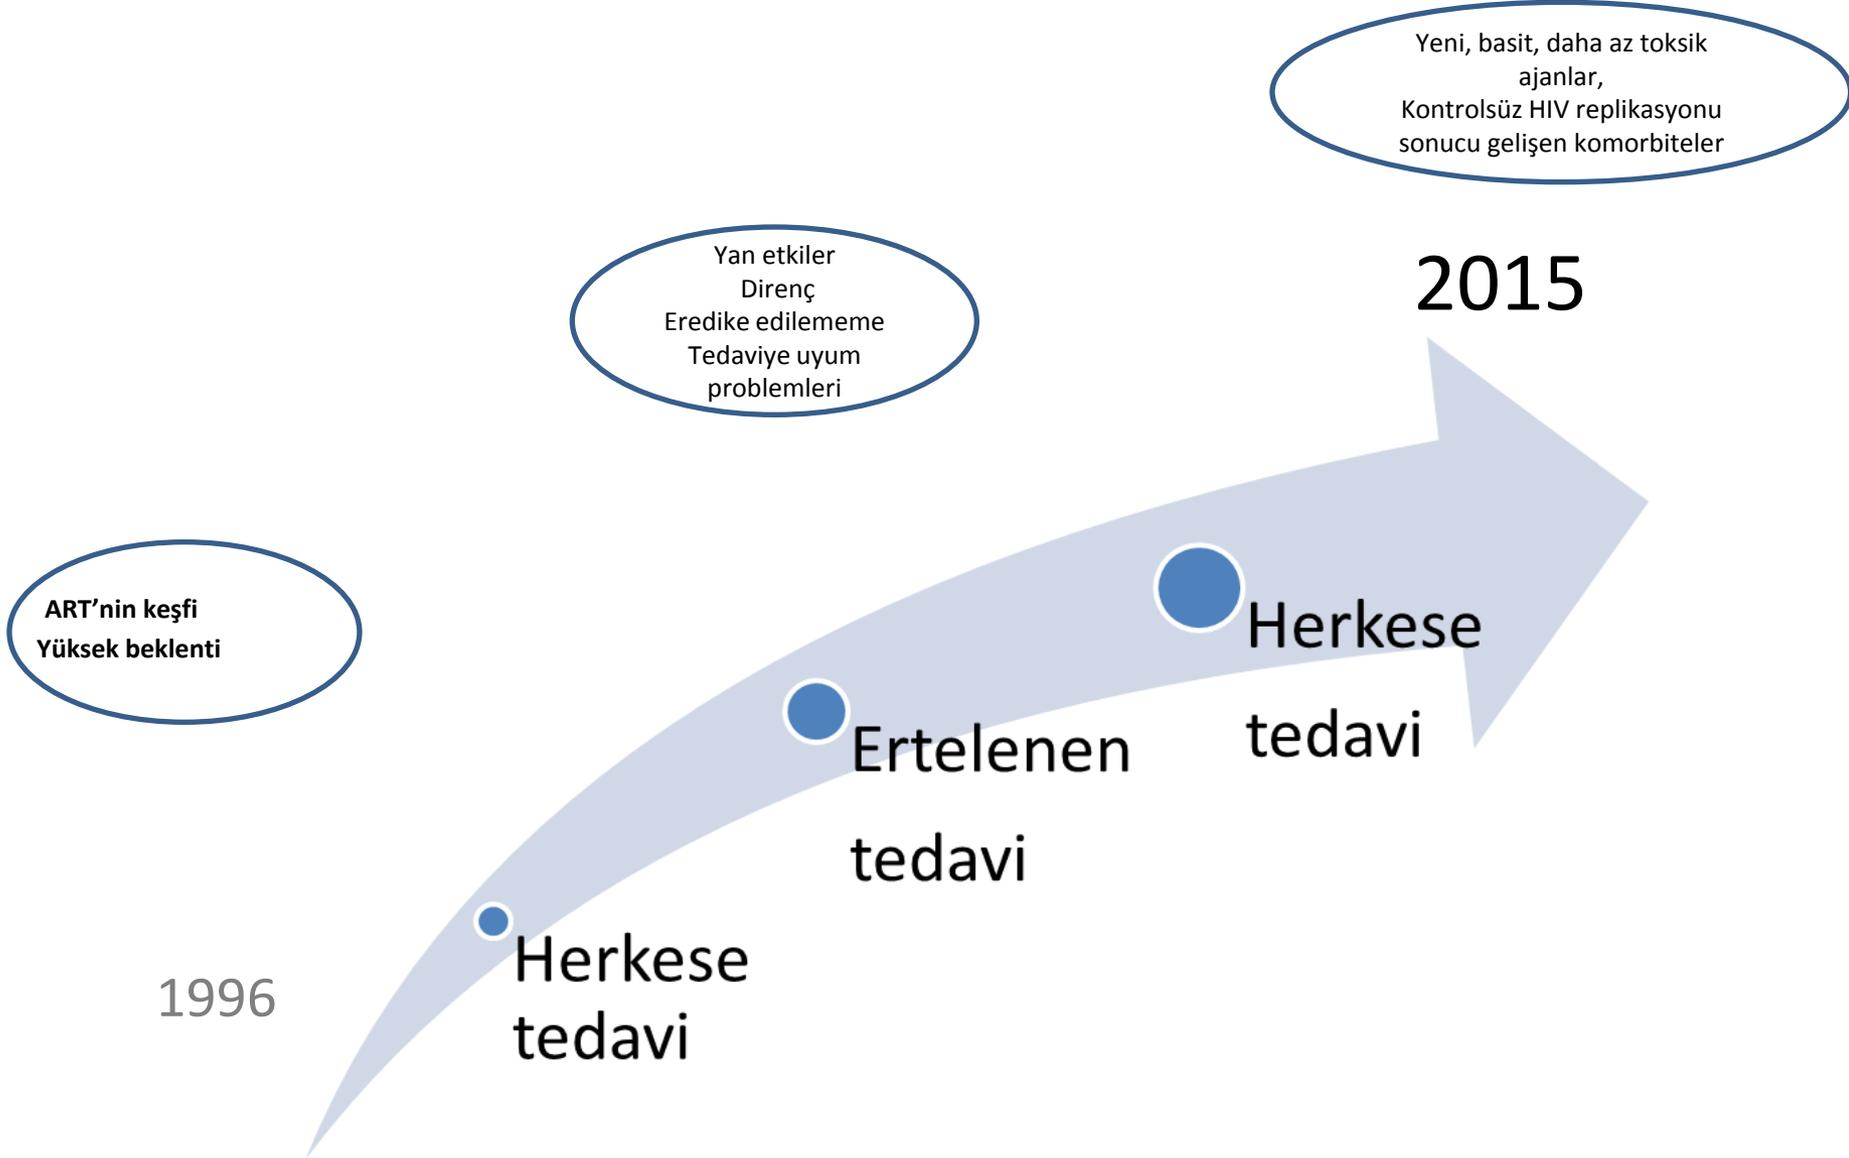 Yeni, basit, daha az toksik
ajanlar,
Kontrolsüz HIV replikasyonu
sonucu gelişen komorbiteler
2015
Yan etkiler
Direnç
Eredike edilememe
Tedaviye uyum
problemleri
ART’nin keşfi
Yüksek beklenti
Herkese
tedavi
Ertelenen
tedavi
Herkese
tedavi
1996